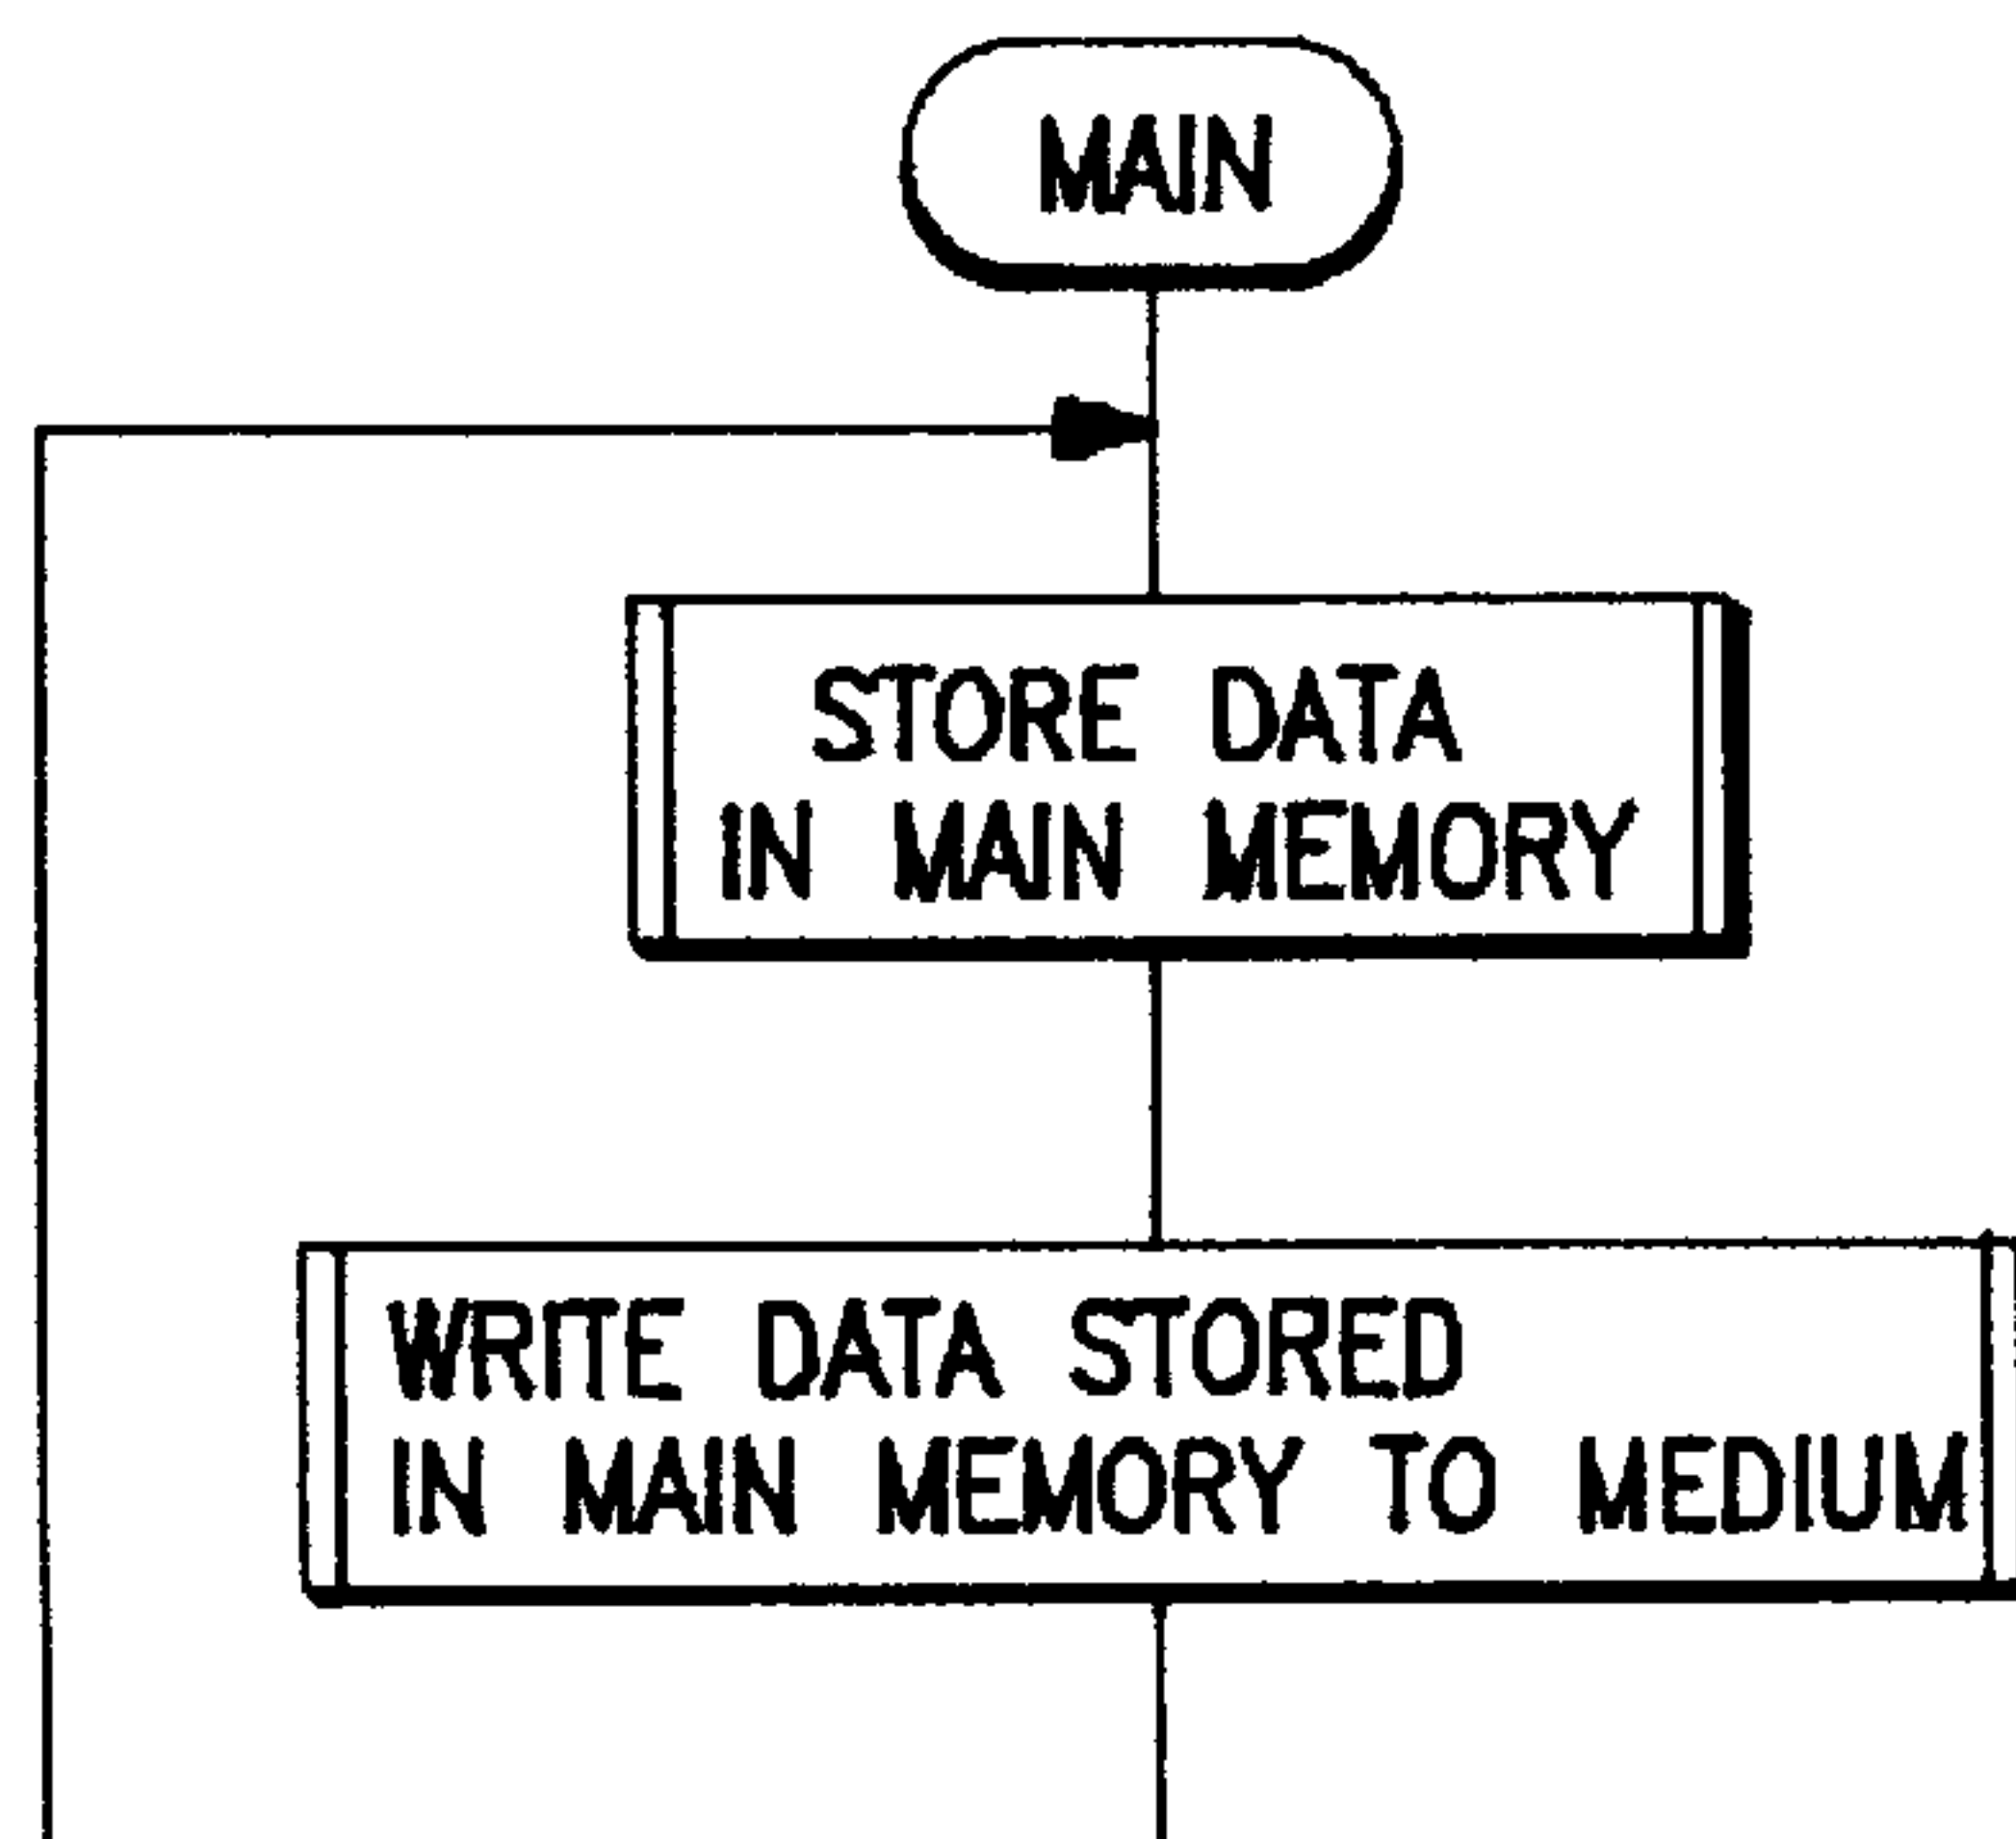 MAIN
STORE DATA
IN MAIN MEMORY
WRITE DATA STORED
IN MAIN MEMORY TO MEDIUM